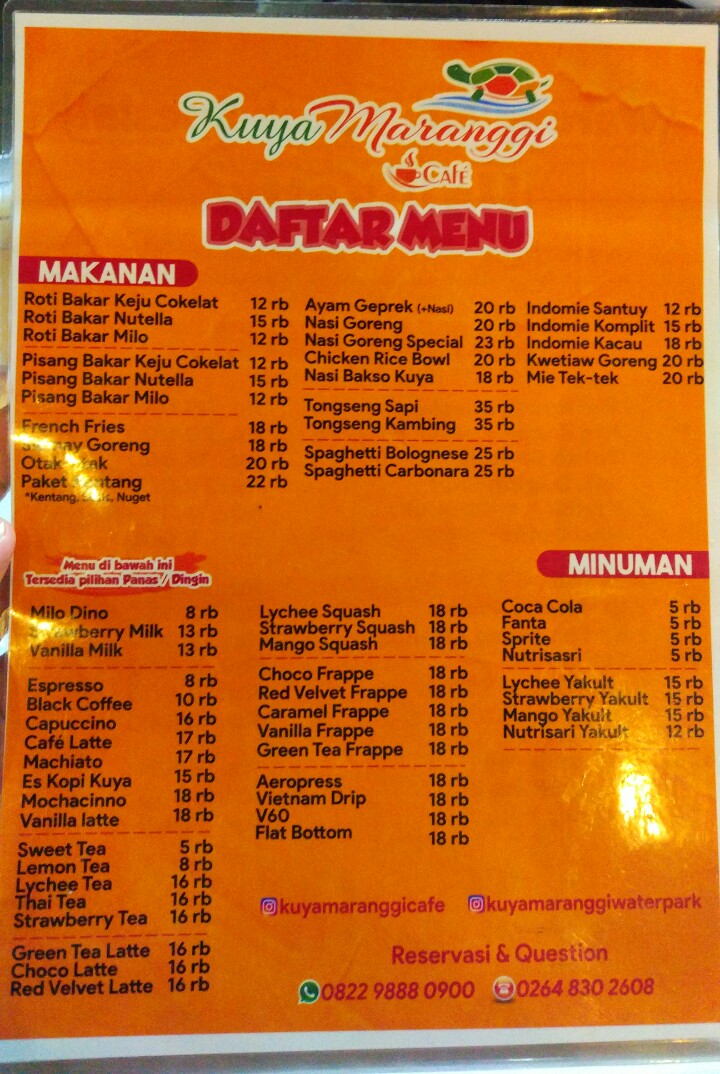 Kuya Maranggi
Café
DAFTAR MENU
MAKANAN
Roti Bakar Keju Cokelat 12 rb
Roti Bakar Nutella 15 rb
Roti Bakar Milo 12 rb
Pisang Bakar Keju Cokelat 12 rb
Pisang Bakar Nutella 15 rb
Pisang Bakar Milo 12 rb
French Fries 18 rb
Goreng 18 rb
20 rb
Paket 22 rb
*Kentang, Nuget
Ayam Geprek (+Nasi) 20 rb
Nasi Goreng 20 rb
Nasi Goreng Special 23 rb
Chicken Rice Bowl 20 rb
Nasi Bakso Kuya 18 rb
Tongseng Sapi 35 rb
Tongseng Kambing 35 rb
Spaghetti Bolognese 25 rb
Spaghetti Carbonara 25 rb
Indomie Santuy 12 rb
Indomie Komplit 15 rb
Indomie Kacau 18 rb
Kwetiaw Goreng 20 rb
Mie Tek-tek 20 rb
Menu di bawah ini
Tersedia pilihan Panas / Dingin
Milo Dino 8 rb
Strawberry Milk 13 rb
Vanilla Milk 13 rb
Espresso 8 rb
Black Coffee 10 rb
Capuccino 16 rb
Café Latte 17 rb
Machiato 17 rb
Es Kopi Kuya 15 rb
Mochacinno 18 rb
Vanilla latte 18 rb
Sweet Tea 5 rb
Lemon Tea 8 rb
Lychee Tea 16 rb
Thai Tea 16 rb
Strawberry Tea 16 rb
Green Tea Latte 16 rb
Choco Latte 16 rb
Red Velvet Latte 16 rb
Lychee Squash 18 rb
Strawberry Squash 18 rb
Mango Squash 18 rb
Choco Frappe 18 rb
Red Velvet Frappe 18 rb
Caramel Frappe 18 rb
Vanilla Frappe 18 rb
Green Tea Frappe 18 rb
Aeropress 18 rb
Vietnam Drip 18 rb
V60 18 rb
Flat Bottom 18 rb
MINUMAN
Coca Cola 5 rb
Fanta 5 rb
Sprite 5 rb
Nutrisasri 5 rb
Lychee Yakult 15 rb
Strawberry Yakult 15 rb
Mango Yakult 15 rb
Nutrisari Yakult 12 rb
kuyamaranggicafe kuyamaranggiwaterpark
Reservasi & Question
0822 9888 0900 0264 830 2608